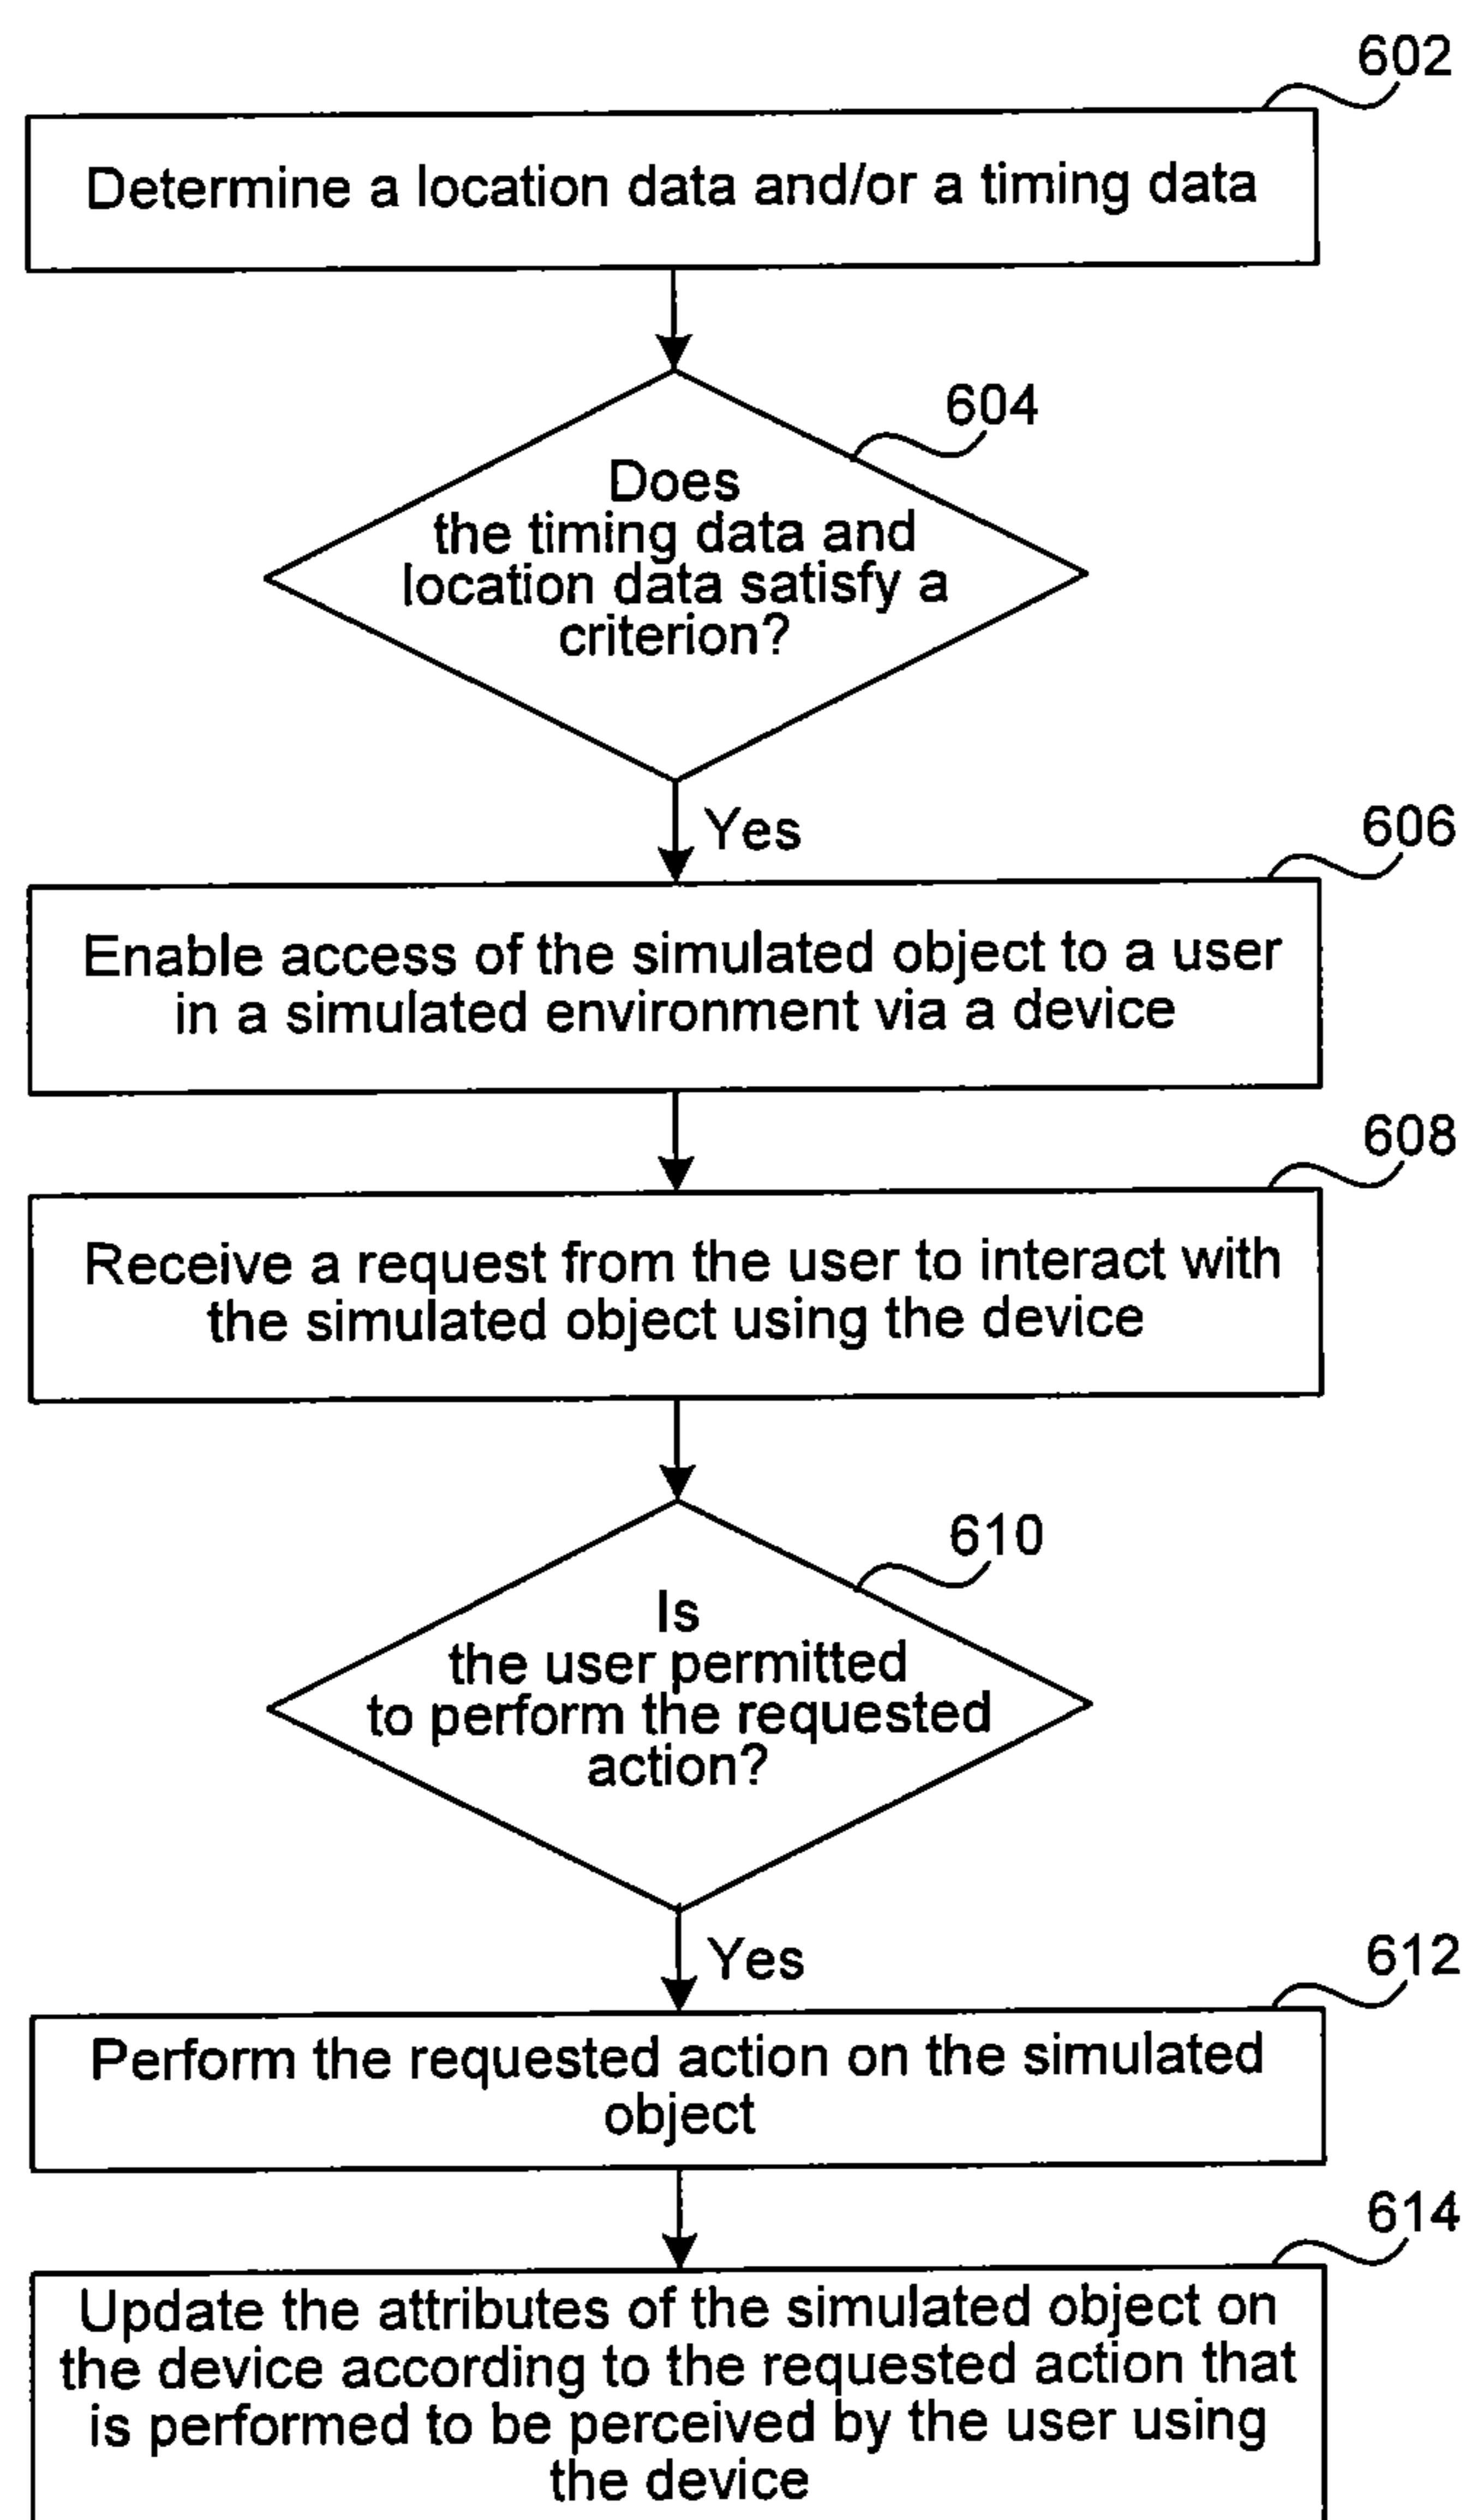 602
Determine a location data and/or a timing data
604
Does
the timing data and
location data satisfy a
criterion?
Yes
606
Enable access of the simulated object to a user
in a simulated environment via a device
608
Receive a request from the user to interact with
the simulated object using the device
610
Is
the user permitted
to perform the requested
action?
Yes
612
Perform the requested action on the simulated
object
614
Update the attributes of the simulated object on
the device according to the requested action that
is performed to be perceived by the user using
the device